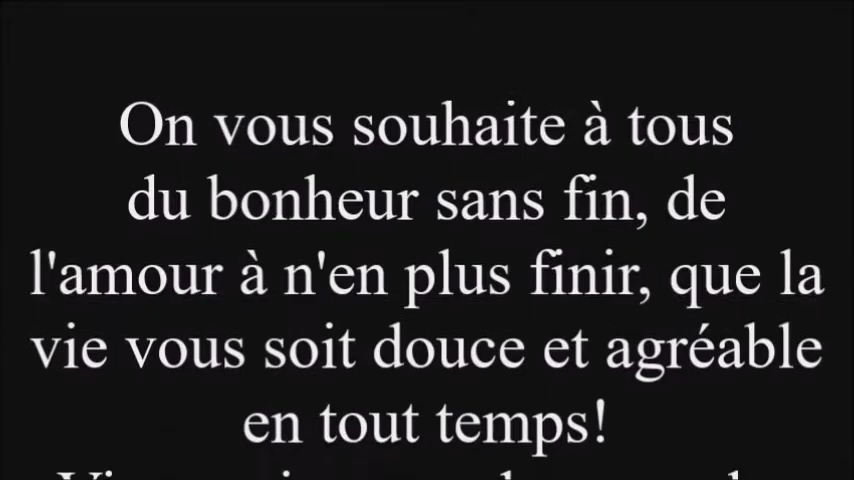 On vous souhaite à tous
du bonheur sans fin, de
l'amour à n'en plus finir, que la
vie vous soit douce et agréable
en tout temps!